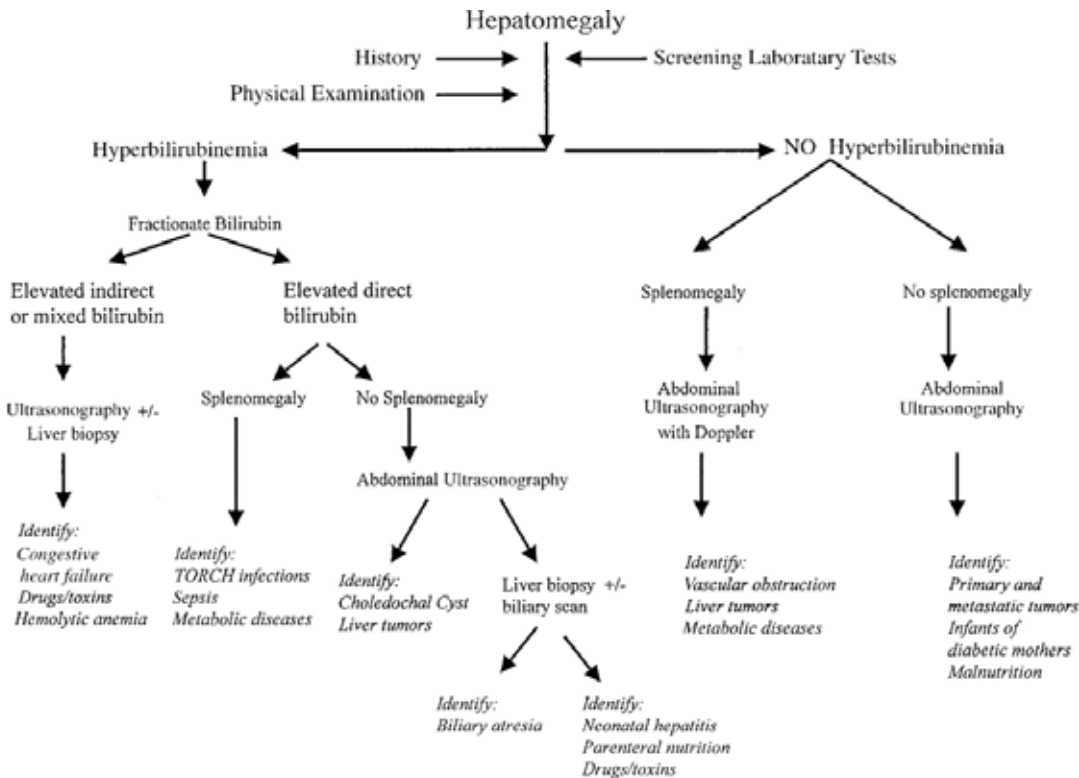 Hepatomegaly
History
Screening Laboratary Tests
Physical Examination
Hyperbilirubinemia
NO Hyperbilirubinemia
Fractionate Bilirubin
Elevated indirect
or mixed bilirubin
Elevated direct
bilirubin
Splenomegaly
No splenomegaly
Ultrasonography +/-
Liver biopsy
Splenomegaly
No Splenomegaly
Abdominal
Ultrasonography
with Doppler
Abdominal
Ultrasonography
Abdominal Ultrasonography
Identify:
Congestive
heart failure
Drugs/toxins
Hemolytic anemia
Identify:
TORCH infections
Sepsis
Metabolic diseases
Identify:
Choledochal Cyst
Liver tumors
Liver biopsy +/-
biliary scan
Identify:
Vascular obstruction
Liver tumors
Metabolic diseases
Identify:
Primary and
metastatic tumors
Infants of
diabetic mothers
Malnutrition
Identify:
Biliary atresia
Identify:
Neonatal hepatitis
Parenteral nutrition
Drugs/toxins